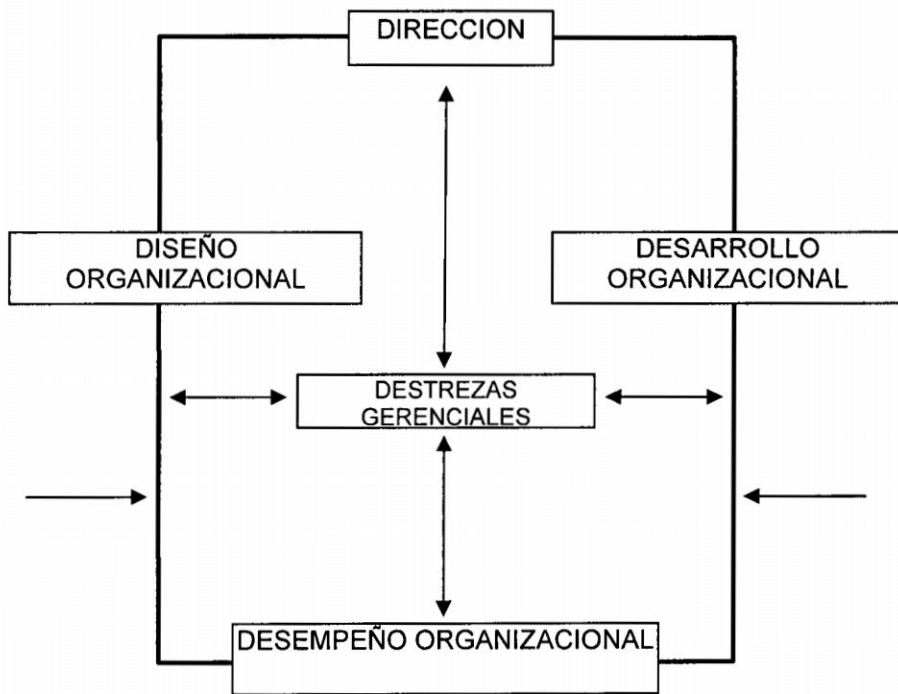 DIRECCION
DISEÑO
ORGANIZACIONAL
DESARROLLO
ORGANIZACIONAL
DESTREZAS
GERENCIALES
DESEMPEÑO ORGANIZACIONAL